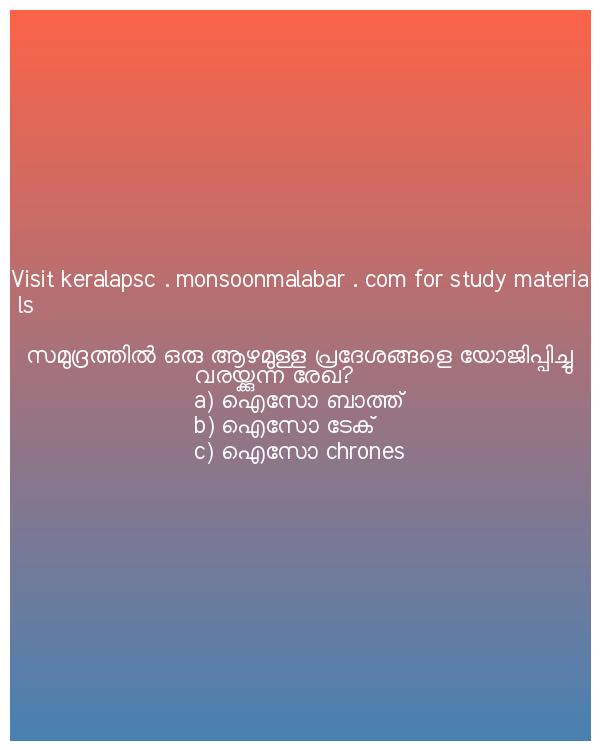 Visit keralapsc . monsoonmalabar . com for study materia
ls
സമുദ്രത്തിൽ ഒരു ആഴമുള്ള പ്രദേശങ്ങളെ യോജിപ്പിച്ചു
വരയ്ക്കുന്ന രേഖ?
a) ഐസോ ബാത്ത്
b) ഐസോ ടേക്
c) ഐസോ chrones